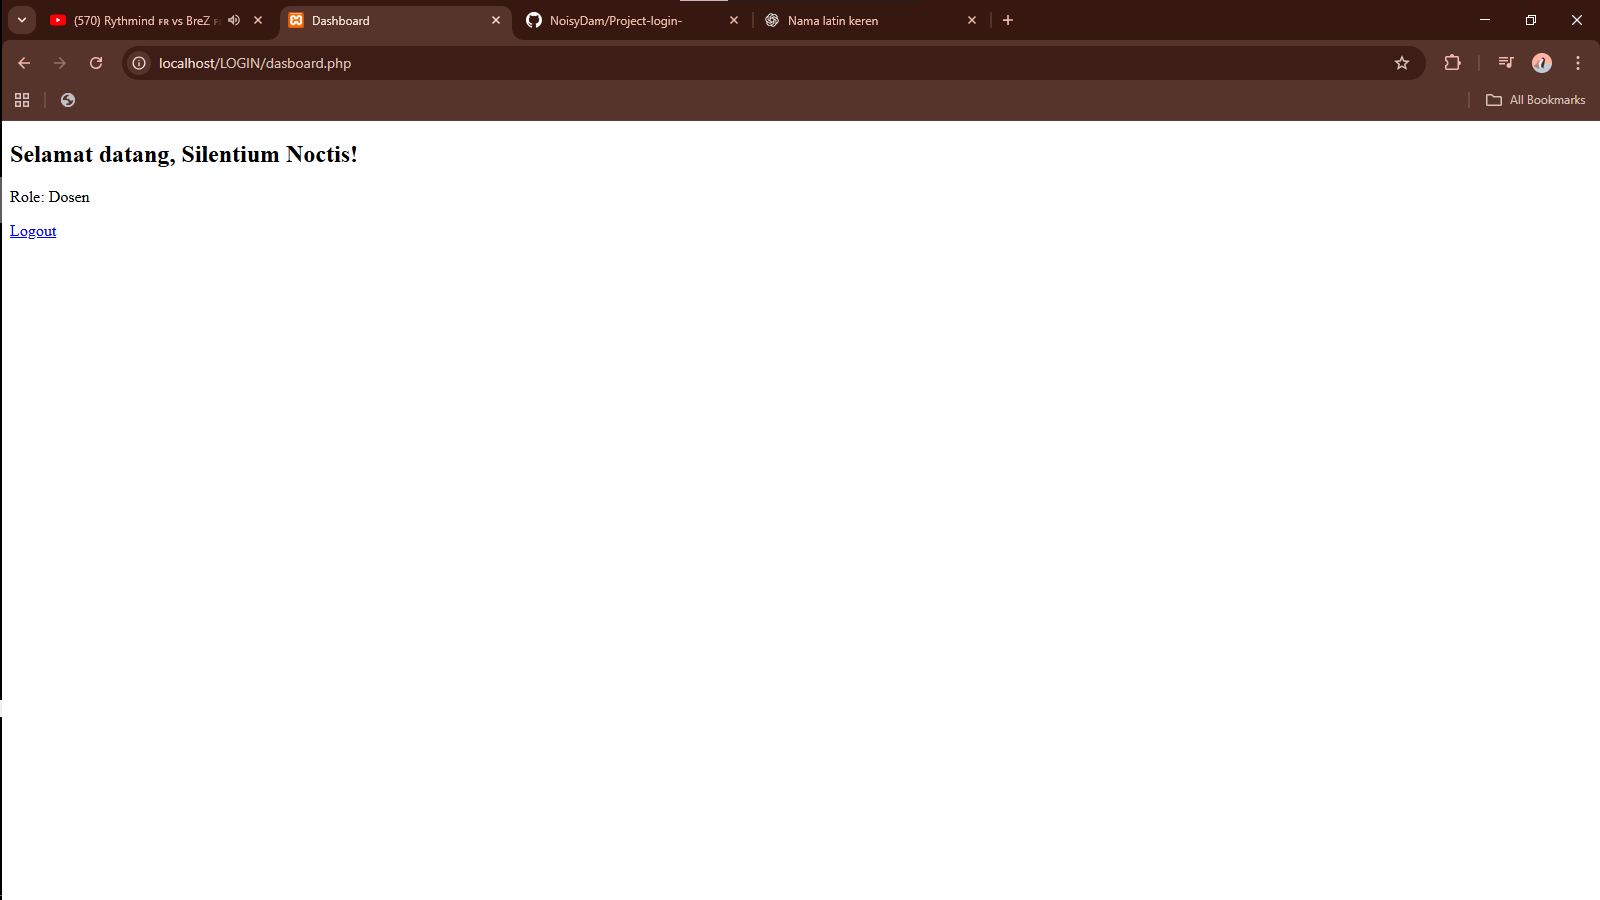 (570) Rythmind FR vs BreZ
Dashboard
NoisyDam/Project-login-
Nama latin keren
localhost/LOGIN/dasboard.php
All Bookmarks
Selamat datang, Silentium Noctis!
Role: Dosen
Logout